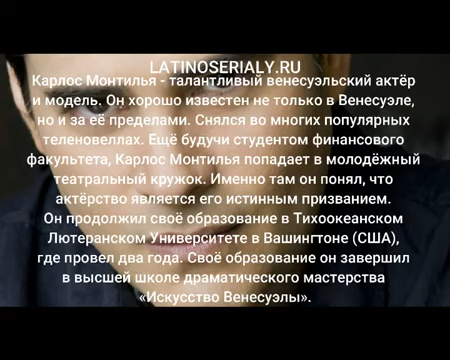 LATINOSERIALY.RU
Карлос Монтилья - талантливый венесуэльский актёр
и модель. Он хорошо известен не только в Венесуэле,
но и за её пределами. Снялся во многих популярных
теленовеллах. Ещё будучи студентом финансового
факультета, Карлос Монтилья попадает в молодёжный
театральный кружок. Именно там он понял, что
актёрство является его истинным призванием.
Он продолжил своё образование в Тихоокеанском
Лютеранском Университете в Вашингтоне (США),
где провел два года. Своё образование он завершил
в высшей школе драматического мастерства
«Искусство Венесуэлы».